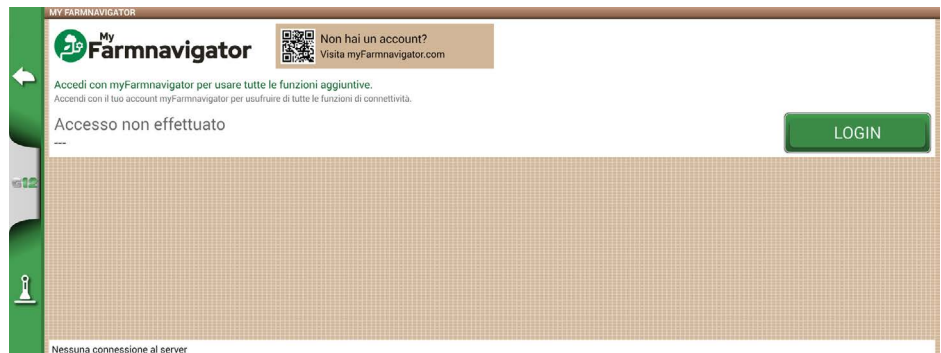 MY FARMNAVIGATOR
My
Farmnavigator
Non hai un account?
Visita myFarmnavigator.com
Accedi con myFarmnavigator per usare tutte le funzioni aggiuntive.
Accendi con il tuo account myFarmnavigator per usufruire di tutte le funzioni di connettività.
Accesso non effettuato
---
LOGIN
G12
Nessuna connessione al server